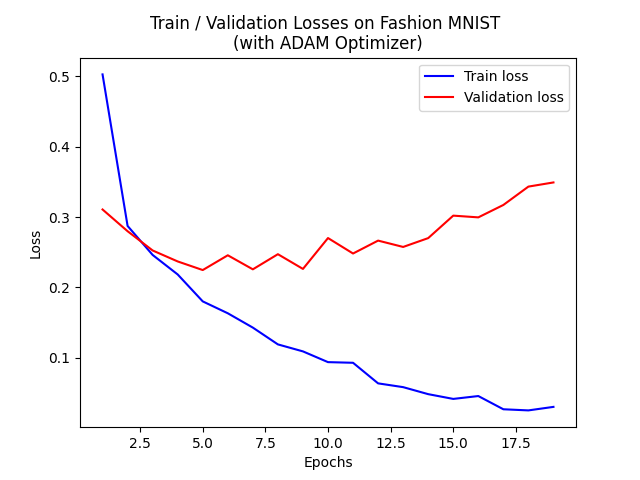 Train / Validation Losses on Fashion MNIST
(with ADAM Optimizer)
Train loss
Validation loss
Loss
0.5
0.4
0.3
0.2
0.1
2.5 5.0 7.5 10.0 12.5 15.0 17.5
Epochs